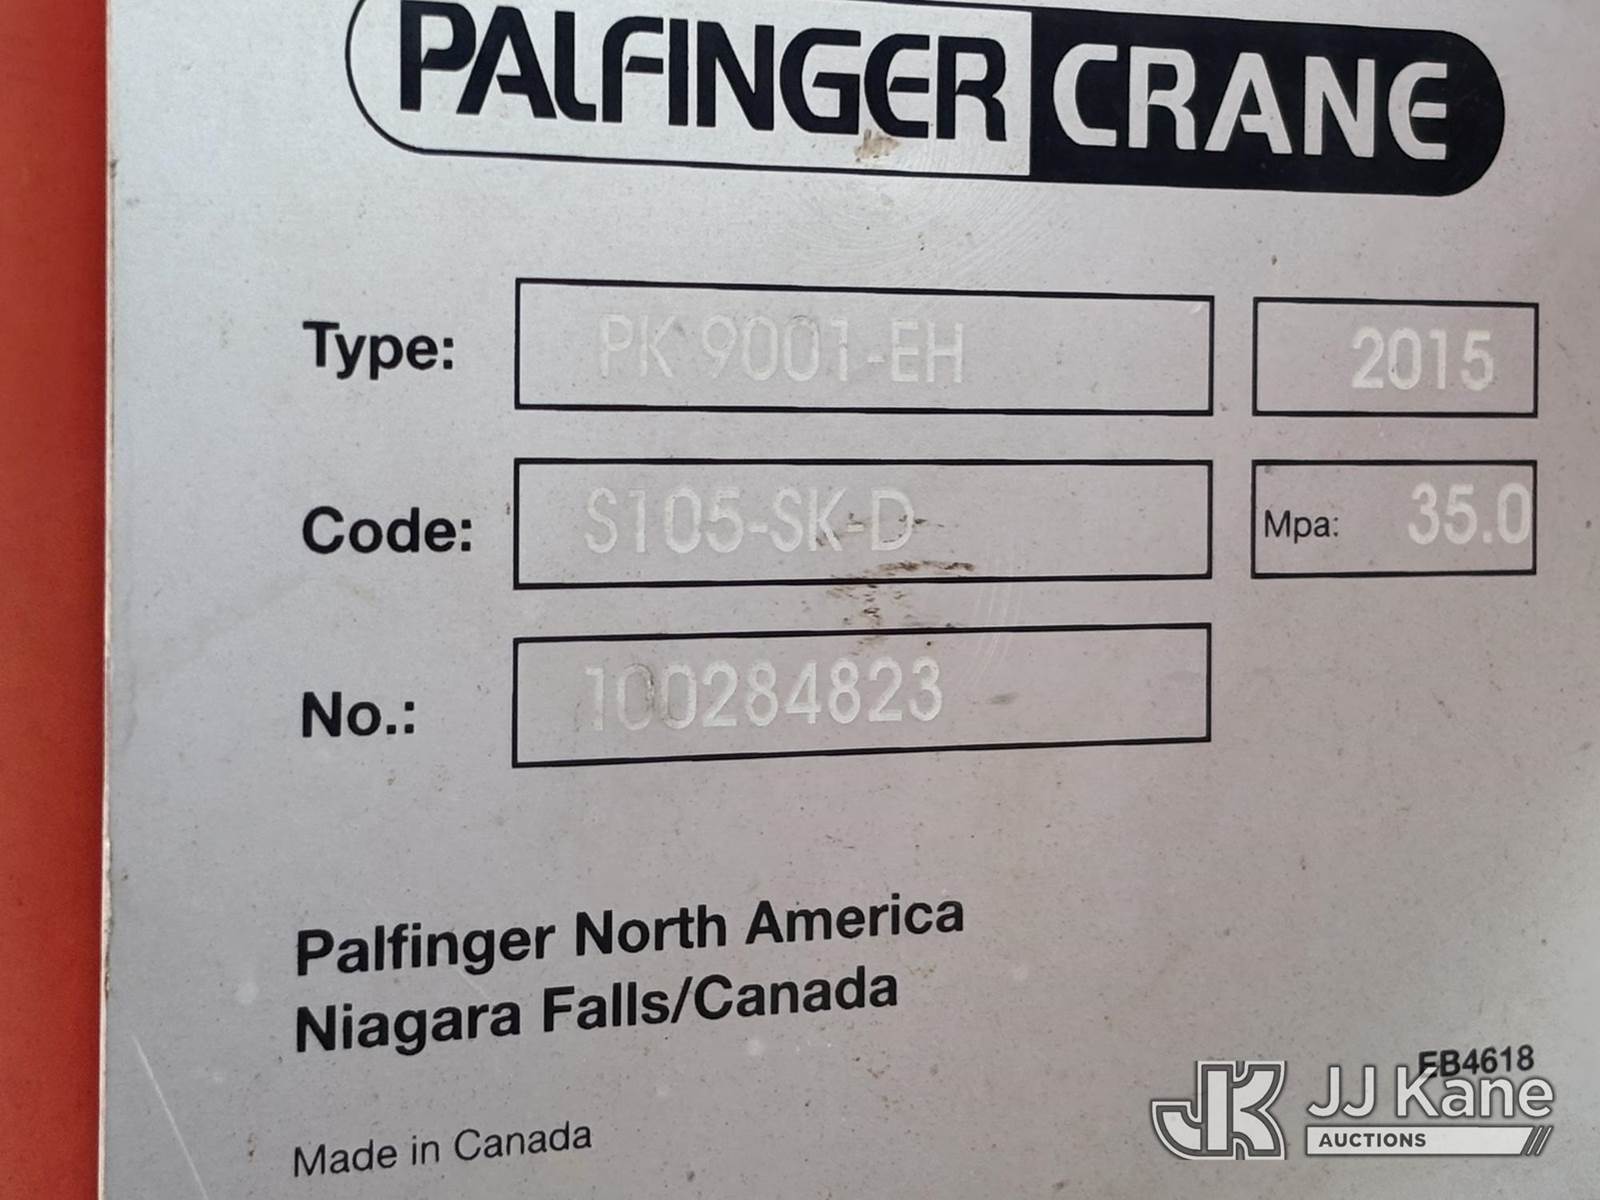 PALFINGER CRANE
Type: PK 9001-EH 2015
Code: S105-SK-D Mpa: 35.0
No.: 100284823
Palfinger North America
Niagara Falls/Canada
EB4618
Made in Canada
JK JJ Kane
AUCTIONS